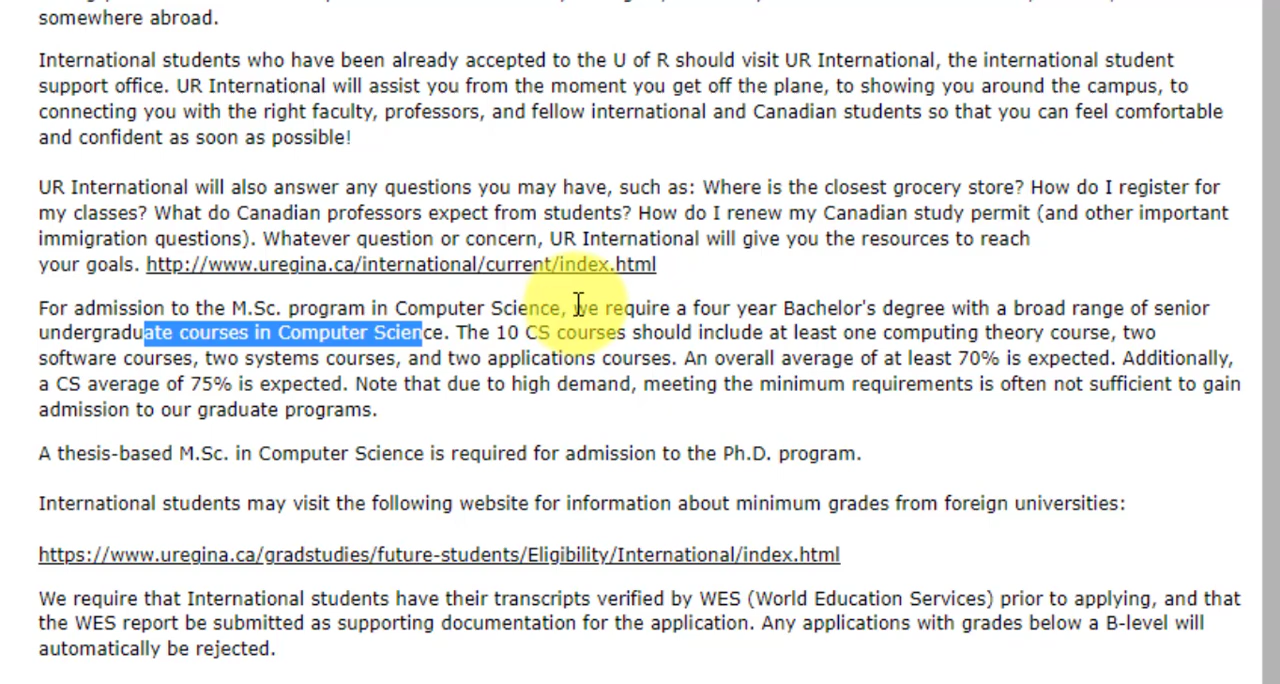 somewhere abroad.
International students who have been already accepted to the U of R should visit UR International, the international student
support office. UR International will assist you from the moment you get off the plane, to showing you around the campus, to
connecting you with the right faculty, professors, and fellow international and Canadian students so that you can feel comfortable
and confident as soon as possible!
UR International will also answer any questions you may have, such as: Where is the closest grocery store? How do I register for
my classes? What do Canadian professors expect from students? How do I renew my Canadian study permit (and other important
immigration questions). Whatever question or concern, UR International will give you the resources to reach
your goals. http://www.uregina.ca/international/current/index.html
For admission to the M.Sc. program in Computer Science, we require a four year Bachelor's degree with a broad range of senior
undergraduate courses in Computer Science. The 10 CS courses should include at least one computing theory course, two
software courses, two systems courses, and two applications courses. An overall average of at least 70% is expected. Additionally,
a CS average of 75% is expected. Note that due to high demand, meeting the minimum requirements is often not sufficient to gain
admission to our graduate programs.
A thesis-based M.Sc. in Computer Science is required for admission to the Ph.D. program.
International students may visit the following website for information about minimum grades from foreign universities:
https://www.uregina.ca/gradstudies/future-students/Eligibility/International/index.html
We require that International students have their transcripts verified by WES (World Education Services) prior to applying, and that
the WES report be submitted as supporting documentation for the application. Any applications with grades below a B-level will
automatically be rejected.